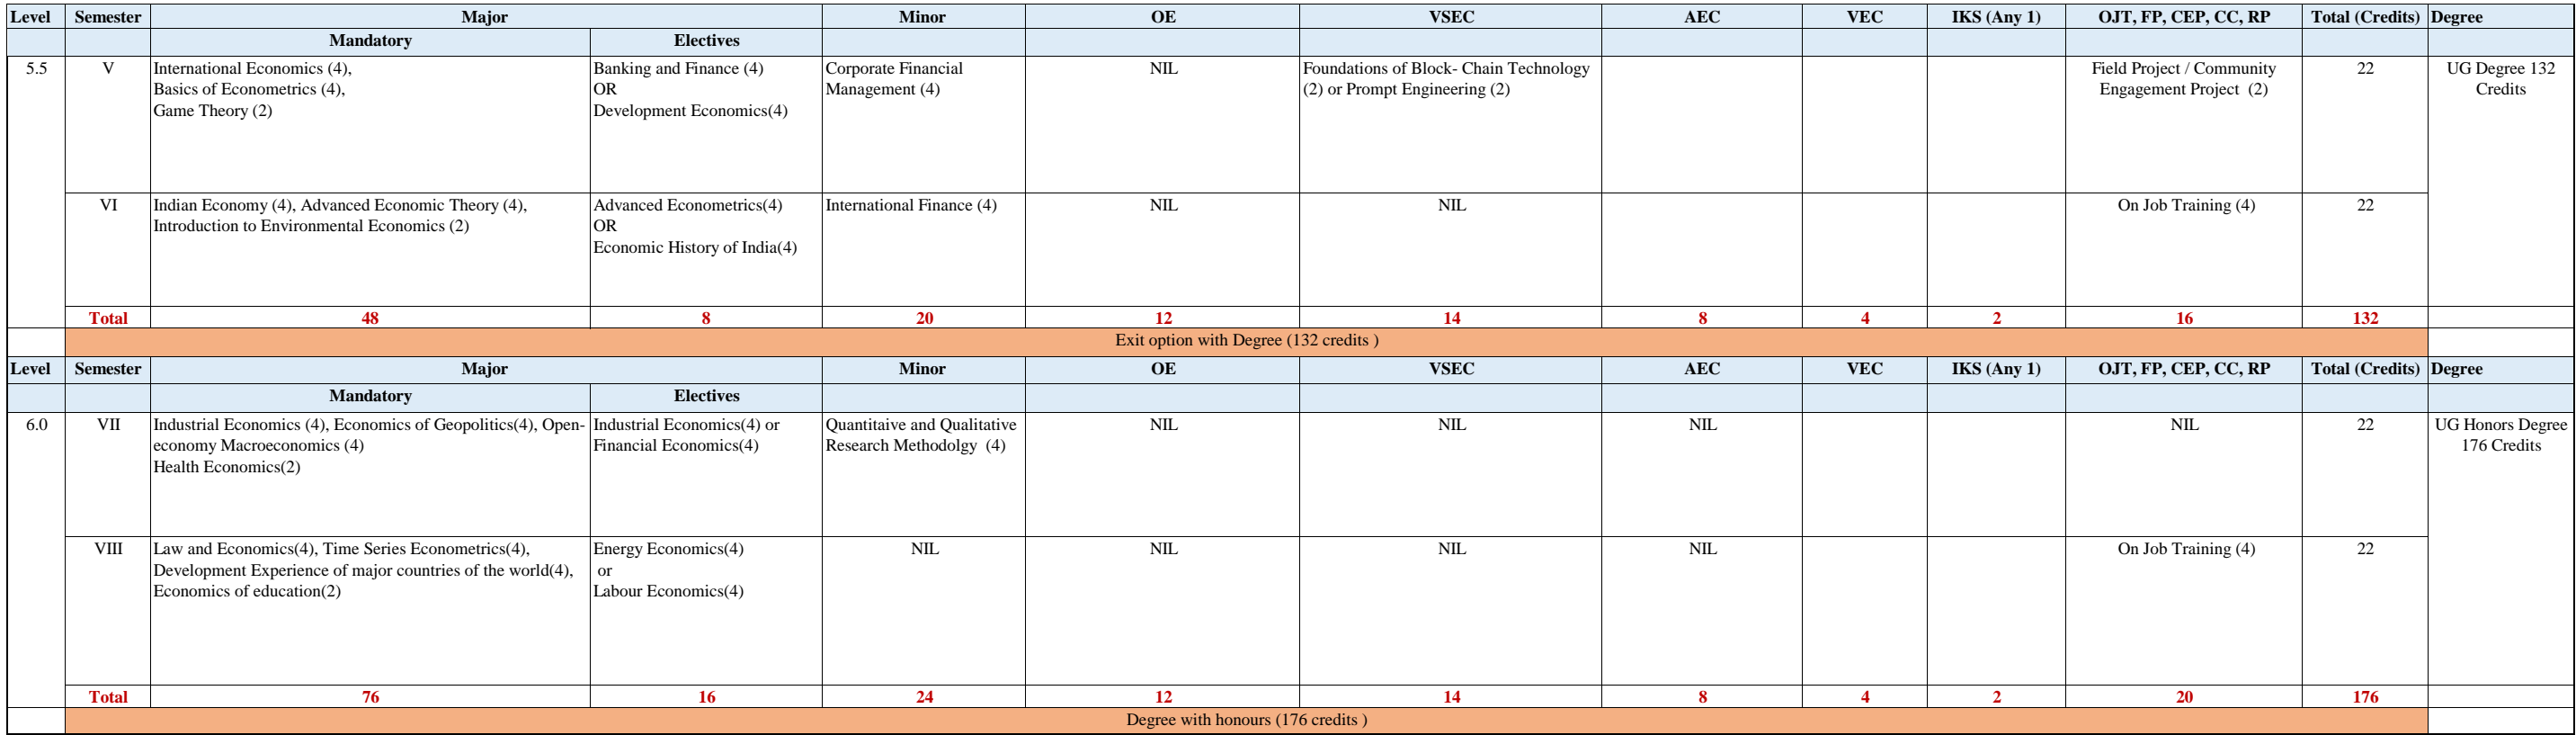 Level Semester Major Minor OE VSEC AEC VEC IKS (Any 1) OJT, FP, CEP, CC, RP Total (Credits) Degree
Mandatory Electives
5.5 V International Economics (4), Banking and Finance (4) Corporate Financial NIL Foundations of Block- Chain Technology Field Project / Community 22 UG Degree 132
Basics of Econometrics (4), OR Management (4) (2) or Prompt Engineering (2) Engagement Project (2) Credits
Game Theory (2) Development Economics(4)
VI Indian Economy (4), Advanced Economic Theory (4), Advanced Econometrics(4) International Finance (4) NIL NIL On Job Training (4) 22
Introduction to Environmental Economics (2) OR
Economic History of India(4)
Total 48 8 20 12 14 8 4 2 16 132
Exit option with Degree (132 credits )
Level Semester Major Minor OE VSEC AEC VEC IKS (Any 1) OJT, FP, CEP, CC, RP Total (Credits) Degree
Mandatory Electives
6.0 VII Industrial Economics (4), Economics of Geopolitics(4), Open- Industrial Economics(4) or Quantitaive and Qualitative NIL NIL NIL NIL 22 UG Honors Degree
economy Macroeconomics (4) Financial Economics(4) Research Methodolgy (4) 176 Credits
Health Economics(2)
VIII Law and Economics(4), Time Series Econometrics(4), Energy Economics(4) NIL NIL NIL NIL On Job Training (4) 22
Development Experience of major countries of the world(4), or
Economics of education(2) Labour Economics(4)
Total 76 16 24 12 14 8 4 2 20 176
Degree with honours (176 credits )